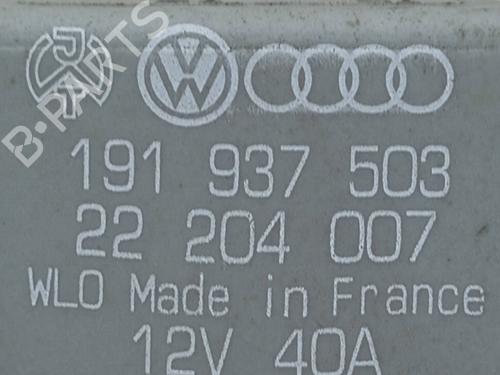 B-PARTS
191 937 503
22 204 007
WLO Made in France
12V 40A